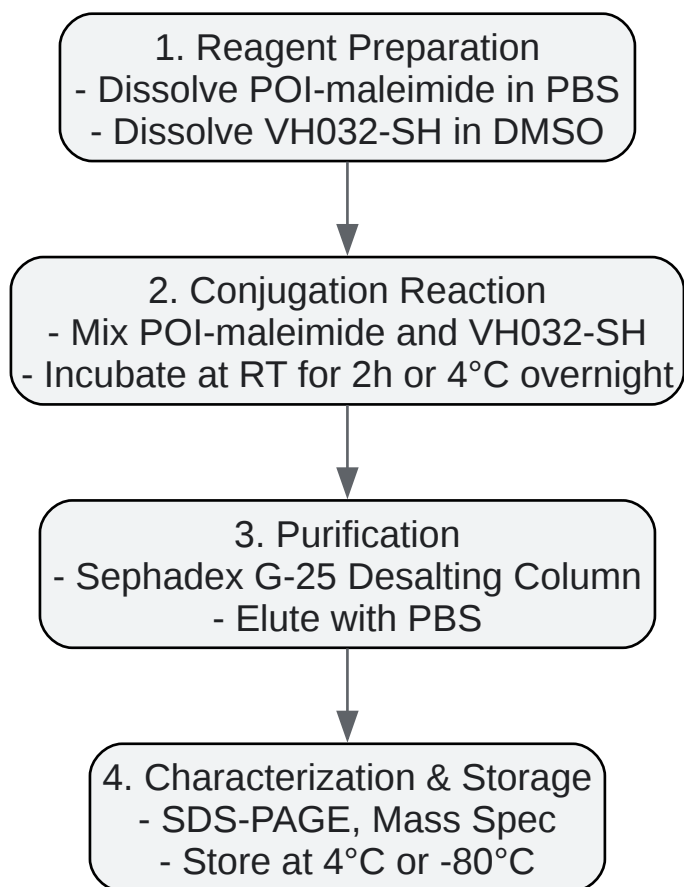 1. Reagent Preparation
- Dissolve POI-maleimide in PBS
- Dissolve VH032-SH in DMSO
2. Conjugation Reaction
- Mix POI-maleimide and VH032-SH
- Incubate at RT for 2h or 4°C overnight
3. Purification
- Sephadex G-25 Desalting Column
- Elute with PBS
4. Characterization & Storage
- SDS-PAGE, Mass Spec
- Store at 4°C or -80°C